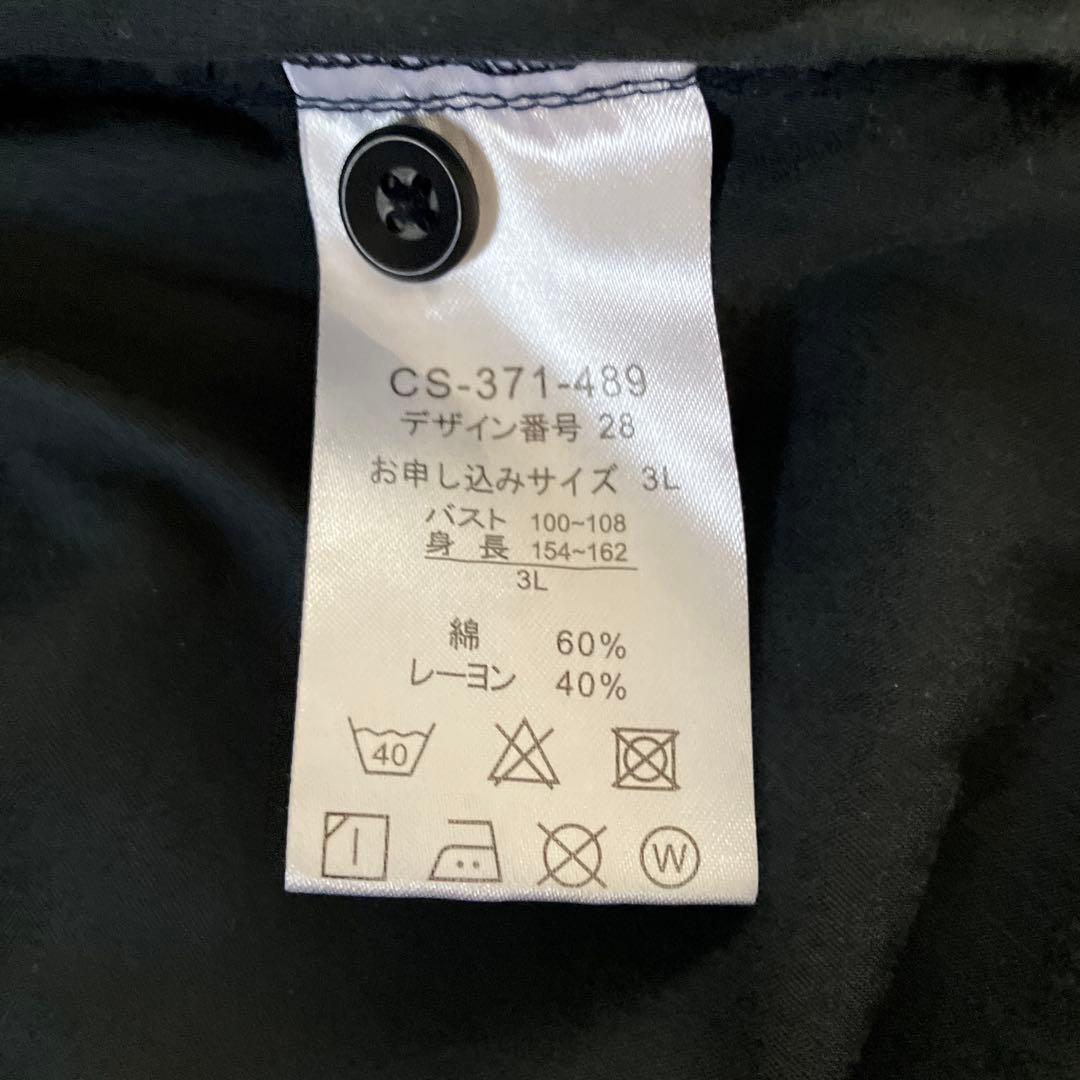 CS-371-489
デザイン番号 28
お申し込みサイズ 3L
バスト 100~108
身 長 154~162
3L
綿 60%
レーヨン 40%
40
W